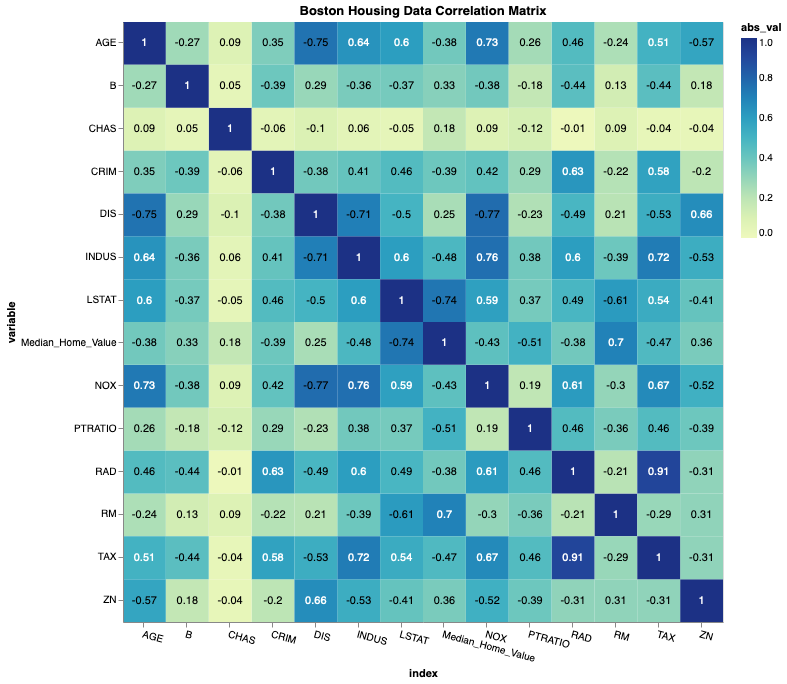 Boston Housing Data Correlation Matrix
abs_val
AGE 1 -0.27 0.09 0.35 -0.75 0.64 0.6 -0.38 0.73 0.26 0.46 -0.24 0.51 -0.57
1.0
B -0.27 1 0.05 -0.39 0.29 -0.36 -0.37 0.33 -0.38 -0.18 -0.44 0.13 -0.44 0.18
0.8
CHAS 0.09 0.05 1 -0.06 -0.1 0.06 -0.05 0.18 0.09 -0.12 -0.01 0.09 -0.04 -0.04
0.6
CRIM 0.35 -0.39 -0.06 1 -0.38 0.41 0.46 -0.39 0.42 0.29 0.63 -0.22 0.58 -0.2
0.4
DIS -0.75 0.29 -0.1 -0.38 1 -0.71 -0.5 0.25 -0.77 -0.23 -0.49 0.21 -0.53 0.66
0.2
0.0
INDUS 0.64 -0.36 0.06 0.41 -0.71 1 0.6 -0.48 0.76 0.38 0.6 -0.39 0.72 -0.53
LSTAT 0.6 -0.37 -0.05 0.46 -0.5 0.6 1 -0.74 0.59 0.37 0.49 -0.61 0.54 -0.41
variable
Median_Home_Value -0.38 0.33 0.18 -0.39 0.25 -0.48 -0.74 1 -0.43 -0.51 -0.38 0.7 -0.47 0.36
NOX 0.73 -0.38 0.09 0.42 -0.77 0.76 0.59 -0.43 1 0.19 0.61 -0.3 0.67 -0.52
PTRATIO 0.26 -0.18 -0.12 0.29 -0.23 0.38 0.37 -0.51 0.19 1 0.46 -0.36 0.46 -0.39
RAD 0.46 -0.44 -0.01 0.63 -0.49 0.6 0.49 -0.38 0.61 0.46 1 -0.21 0.91 -0.31
RM -0.24 0.13 0.09 -0.22 0.21 -0.39 -0.61 0.7 -0.3 -0.36 -0.21 1 -0.29 0.31
TAX 0.51 -0.44 -0.04 0.58 -0.53 0.72 0.54 -0.47 0.67 0.46 0.91 -0.29 1 -0.31
ZN -0.57 0.18 -0.04 -0.2 0.66 -0.53 -0.41 0.36 -0.52 -0.39 -0.31 0.31 -0.31 1
AGE B CHAS CRIM DIS INDUS LSTAT Median_Home_Value NOX PTRATIO RAD RM TAX ZN
index